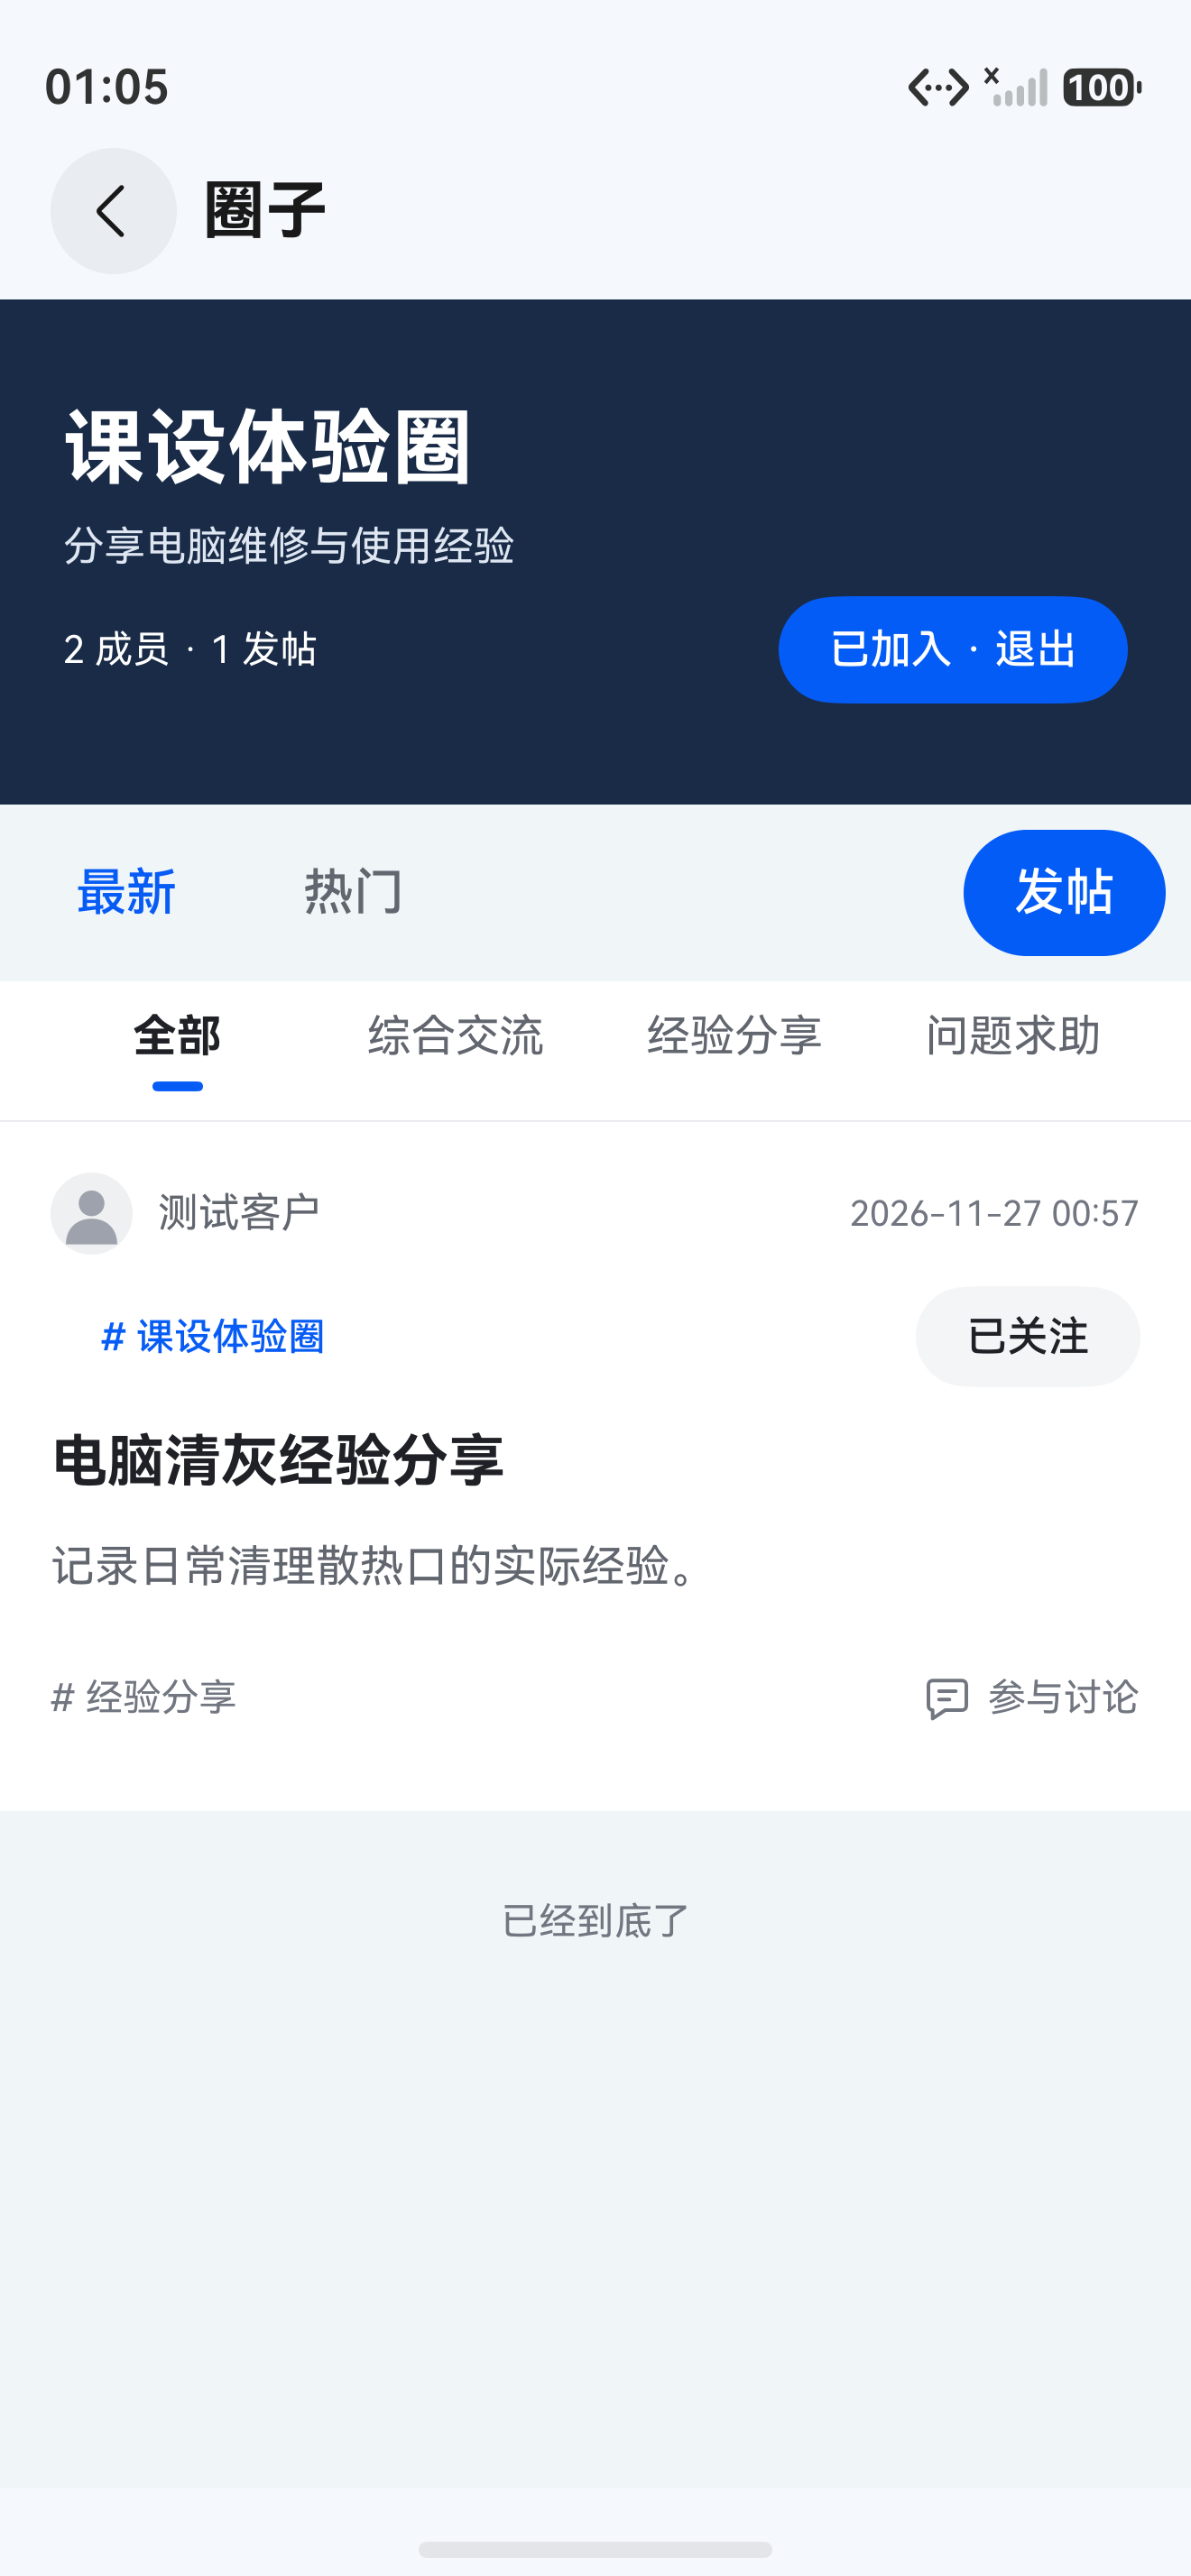 01:05
100
圈子
课设体验圈
分享电脑维修与使用经验
2 成员 · 1 发帖
已加入 · 退出
最新
热门
发帖
全部
综合交流
经验分享
问题求助
测试客户
2026-11-27 00:57
# 课设体验圈
已关注
电脑清灰经验分享
记录日常清理散热口的实际经验。
# 经验分享
参与讨论
已经到底了